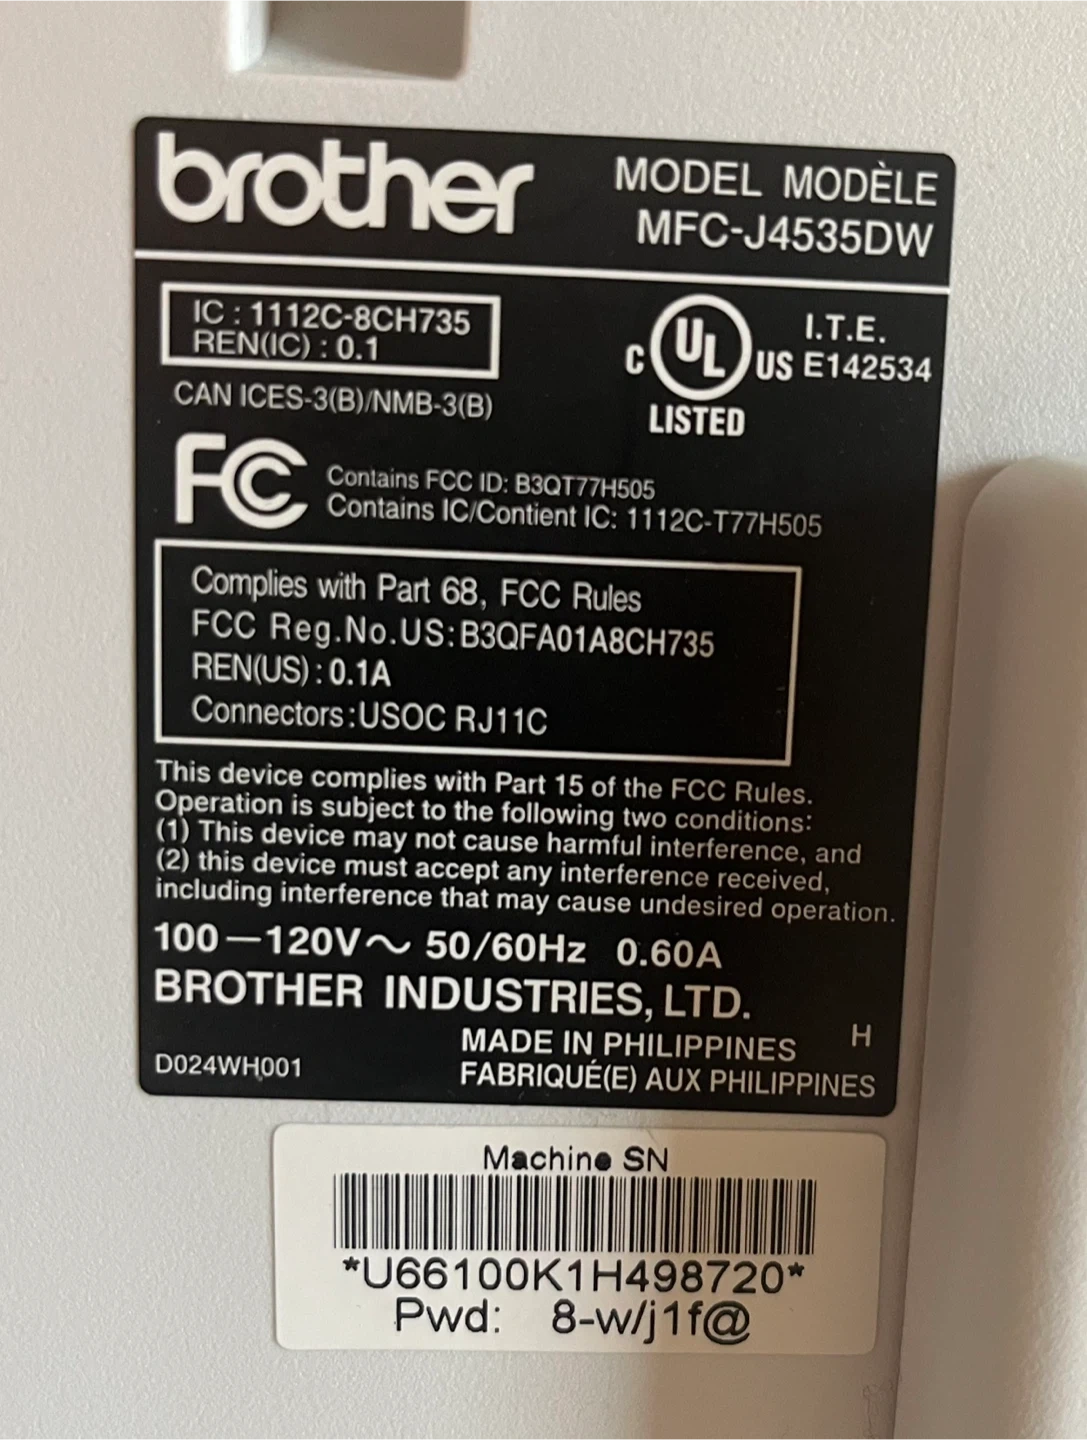 brother
MODEL MODÈLE
MFC-J4535DW
IC : 1112C-8CH735
REN(IC) : 0.1
CAN ICES-3(B)/NMB-3(B)
C UL US LISTED
I.T.E.
E142534
FC Contains FCC ID: B3QT77H505
Contains IC/Contient IC: 1112C-T77H505
Complies with Part 68, FCC Rules
FCC Reg.No.US:B3QFA01A8CH735
REN(US) : 0.1A
Connectors:USOC RJ11C
This device complies with Part 15 of the FCC Rules.
Operation is subject to the following two conditions:
(1) This device may not cause harmful interference, and
(2) this device must accept any interference received,
including interference that may cause undesired operation.
100－120V～ 50/60Hz 0.60A
BROTHER INDUSTRIES, LTD.
MADE IN PHILIPPINES H
D024WH001 FABRIQUÉ(E) AUX PHILIPPINES
Machine SN
*U66100K1H498720*
Pwd: 8-w/j1f@